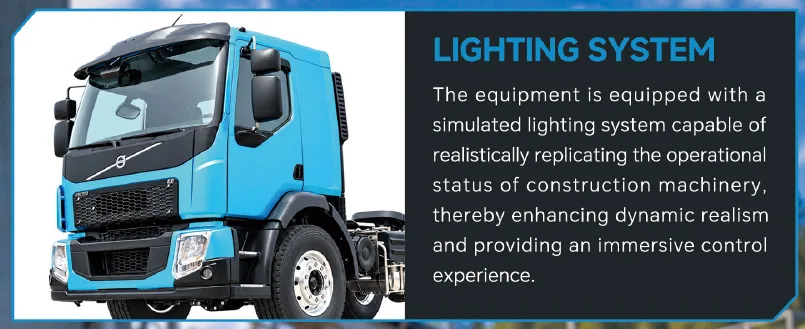 LIGHTING SYSTEM
The equipment is equipped with a
simulated lighting system capable of
realistically replicating the operational
status of construction machinery,
thereby enhancing dynamic realism
and providing an immersive control
experience.